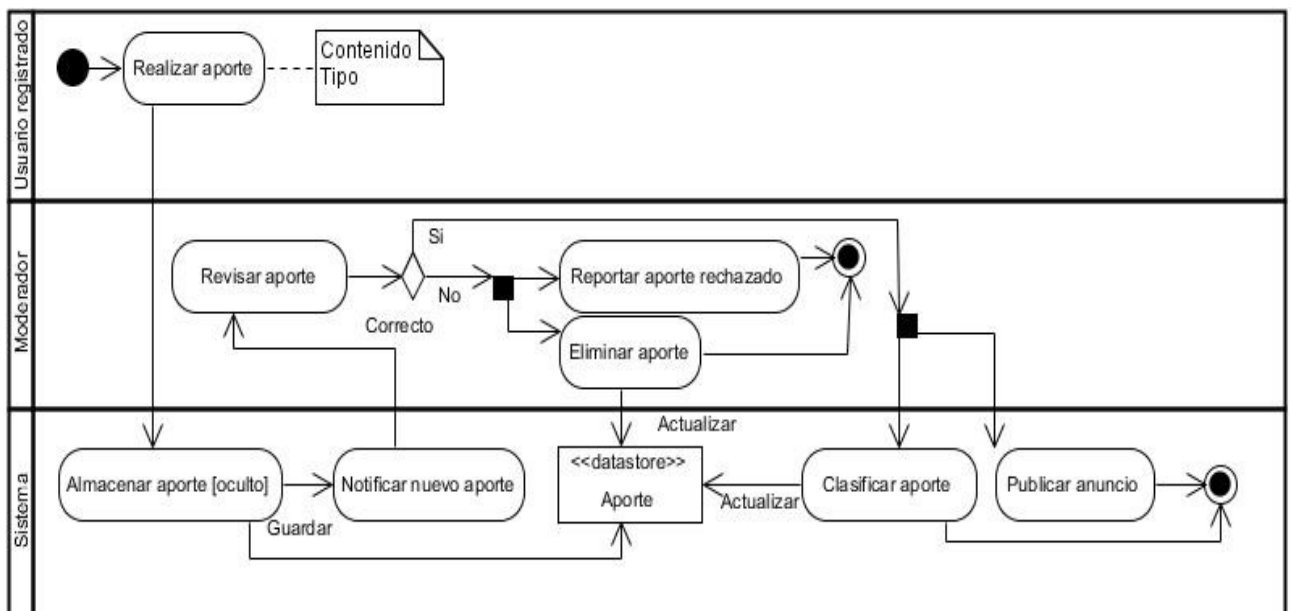 Usuario registrado
Realizar aporte
Contenido
Tipo
Moderador
Revisar aporte
Si
No
Correcto
Reportar aporte rechazado
Eliminar aporte
Sistema
Almacenar aporte [oculto]
Guardar
Notificar nuevo aporte
Actualizar
<<datastore>>
Aporte
Actualizar
Clasificar aporte
Publicar anuncio